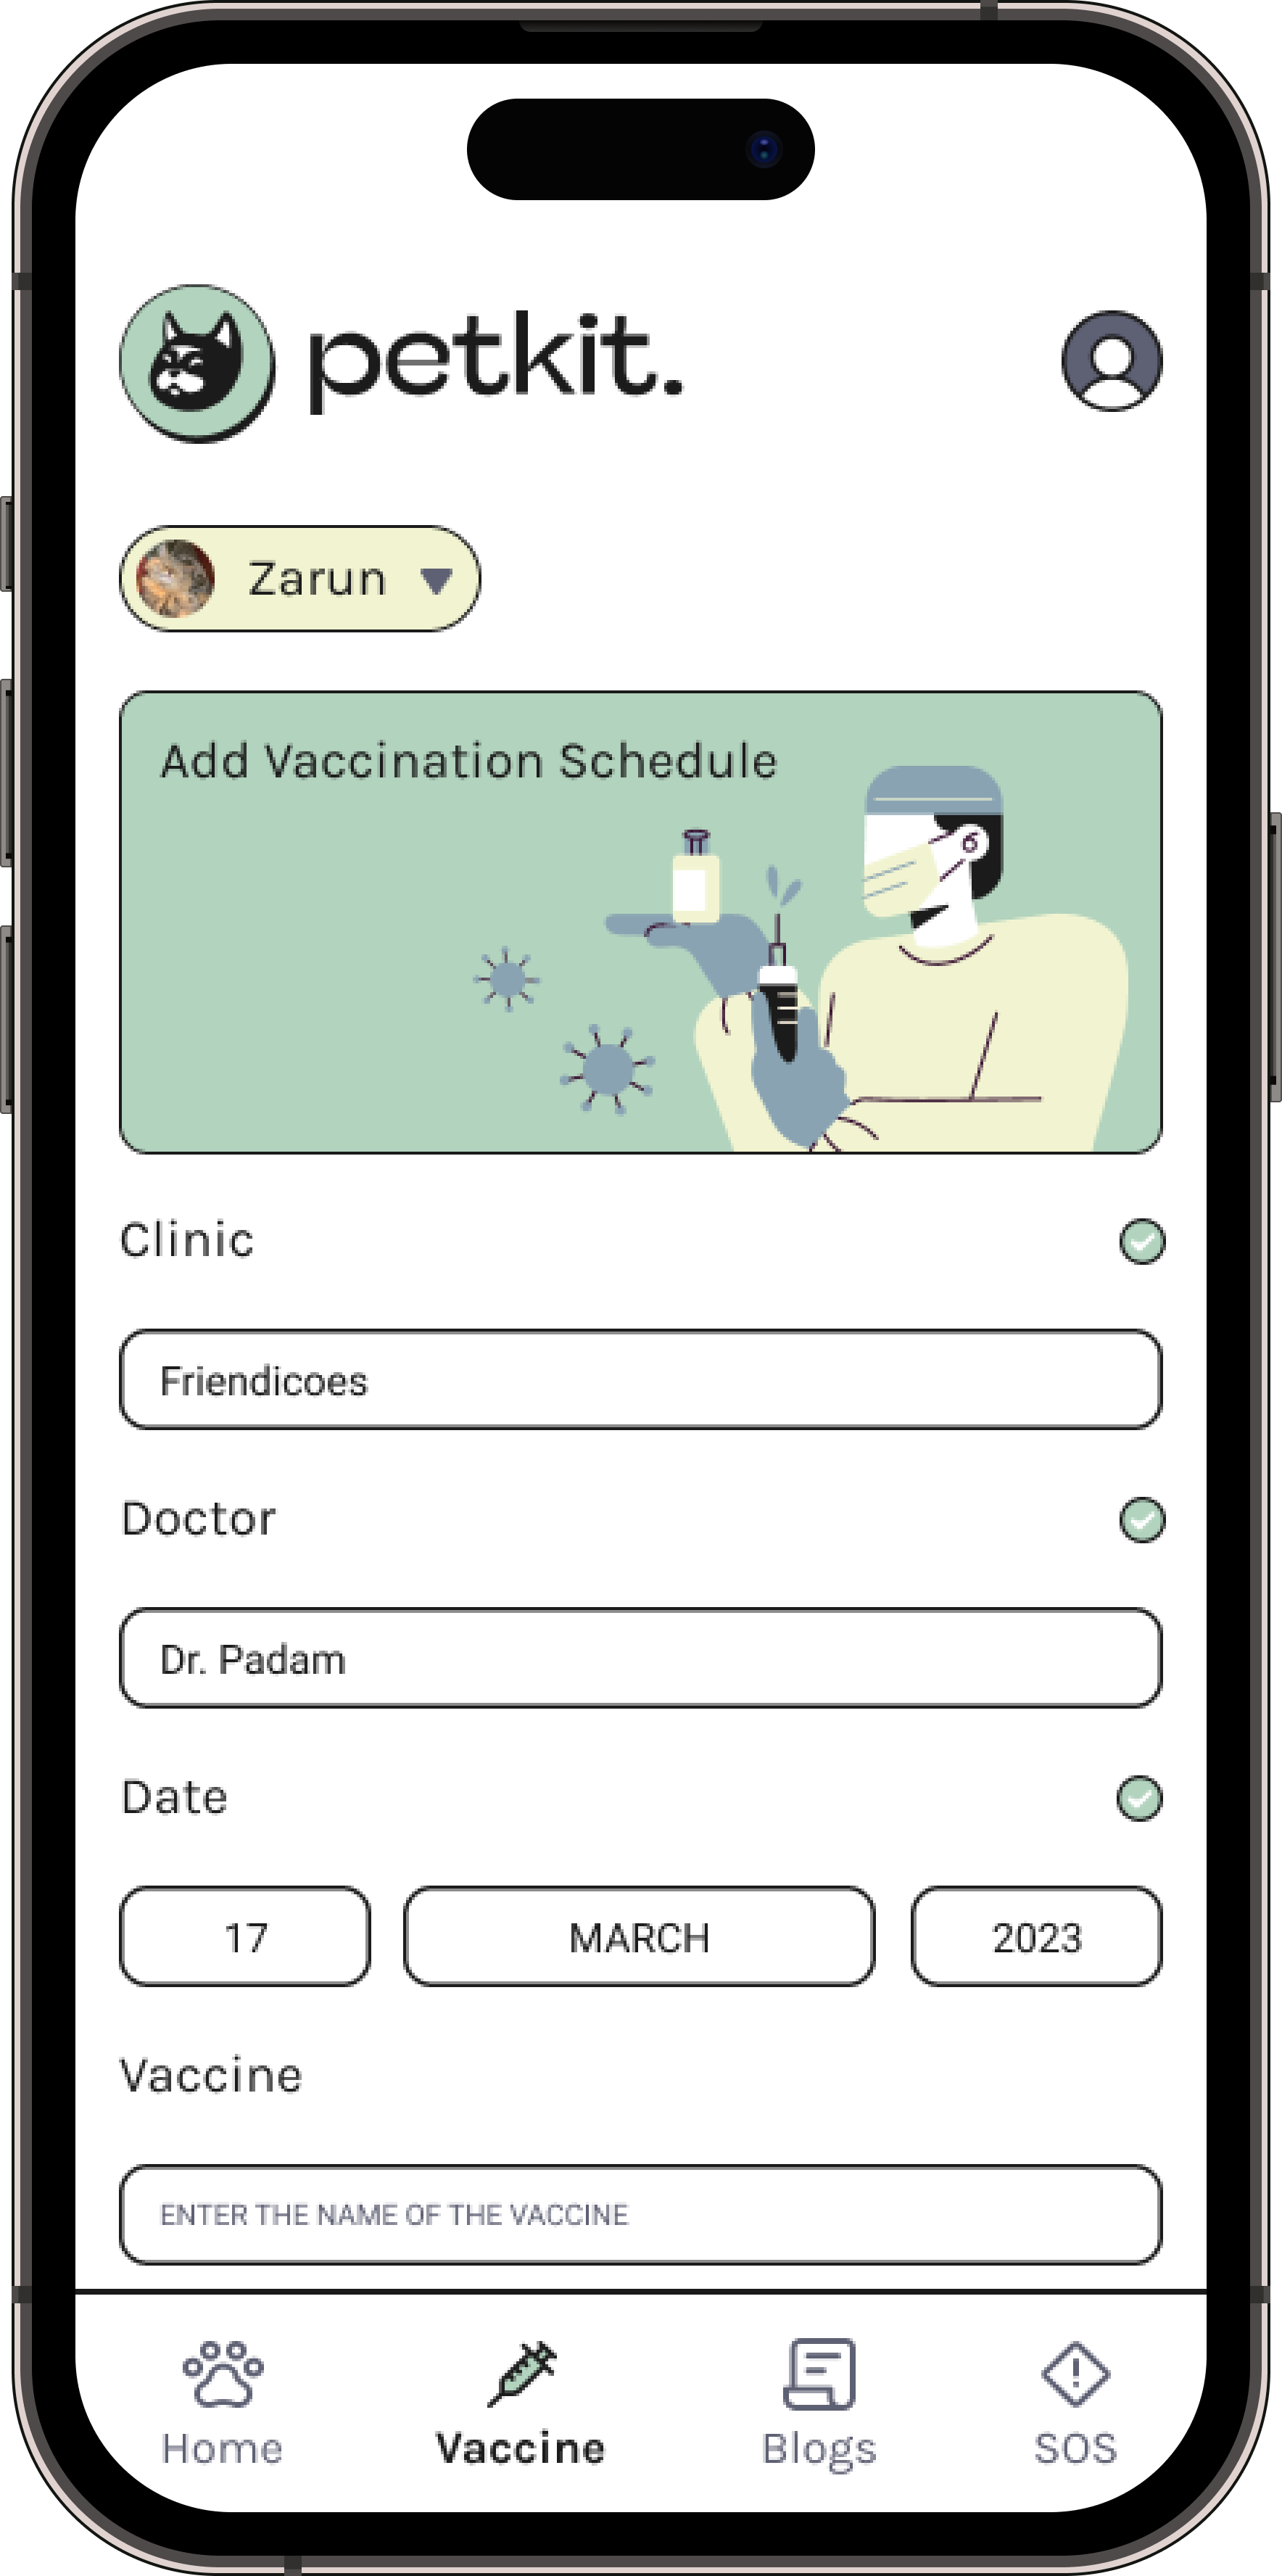 petkit.
Zarun
Add Vaccination Schedule
Clinic
Friendicoes
Doctor
Dr. Padam
Date
17 MARCH 2023
Vaccine
ENTER THE NAME OF THE VACCINE
Home Vaccine Blogs SOS